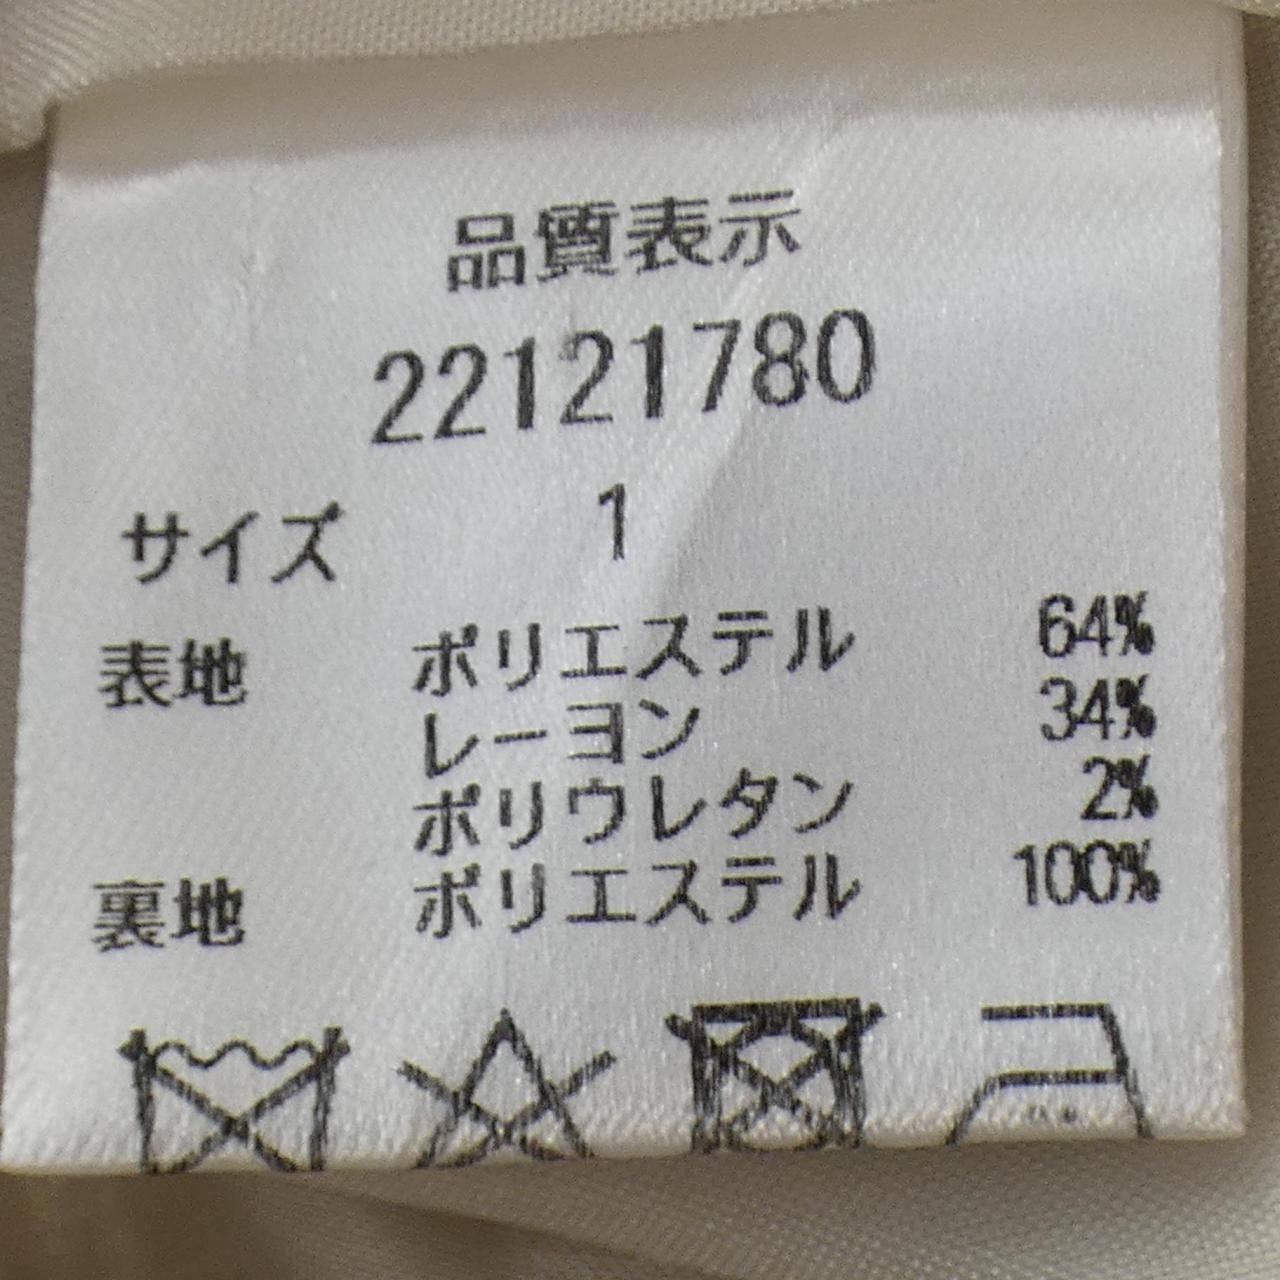 品質表示
22121780
サイズ 1
表地 ポリエステル 64%
レーヨン 34%
ポリウレタン 2%
裏地 ポリエステル 100%